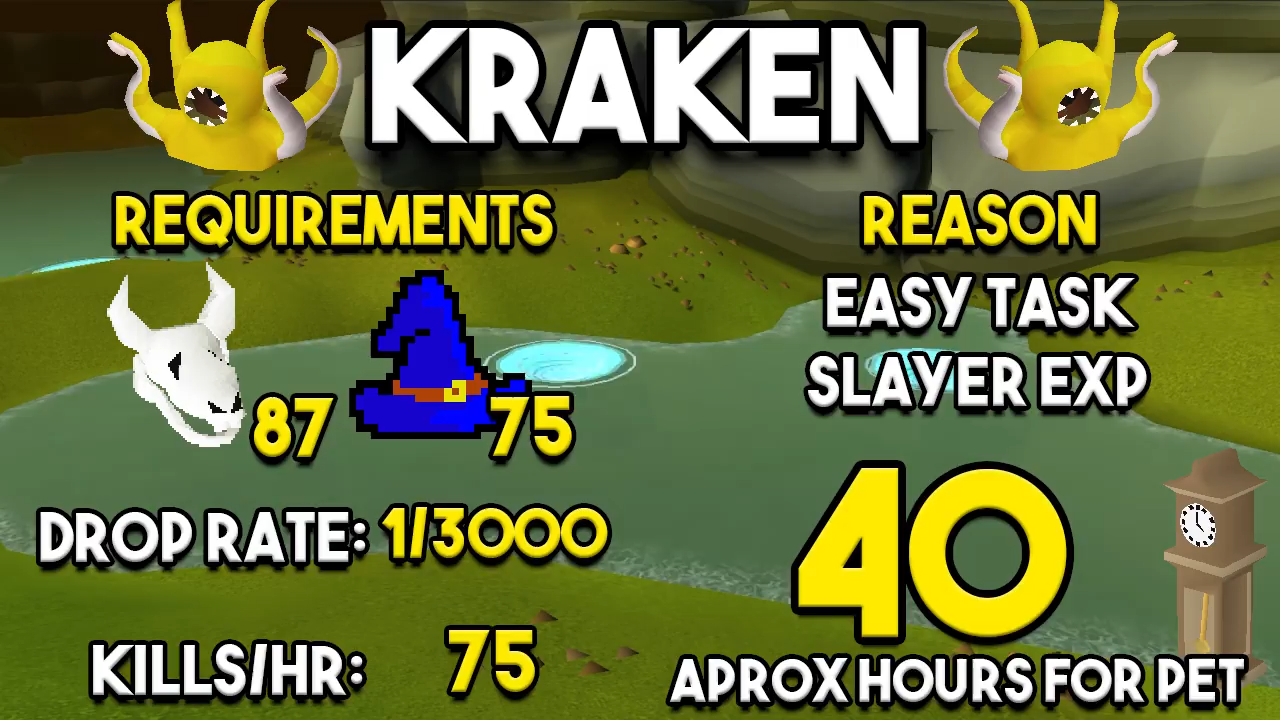 KRAKEN
REQUIREMENTS
87 75
DROP RATE: 1/3000
KILLS/HR: 75
REASON
EASY TASK
SLAYER EXP
40
APROX HOURS FOR PET